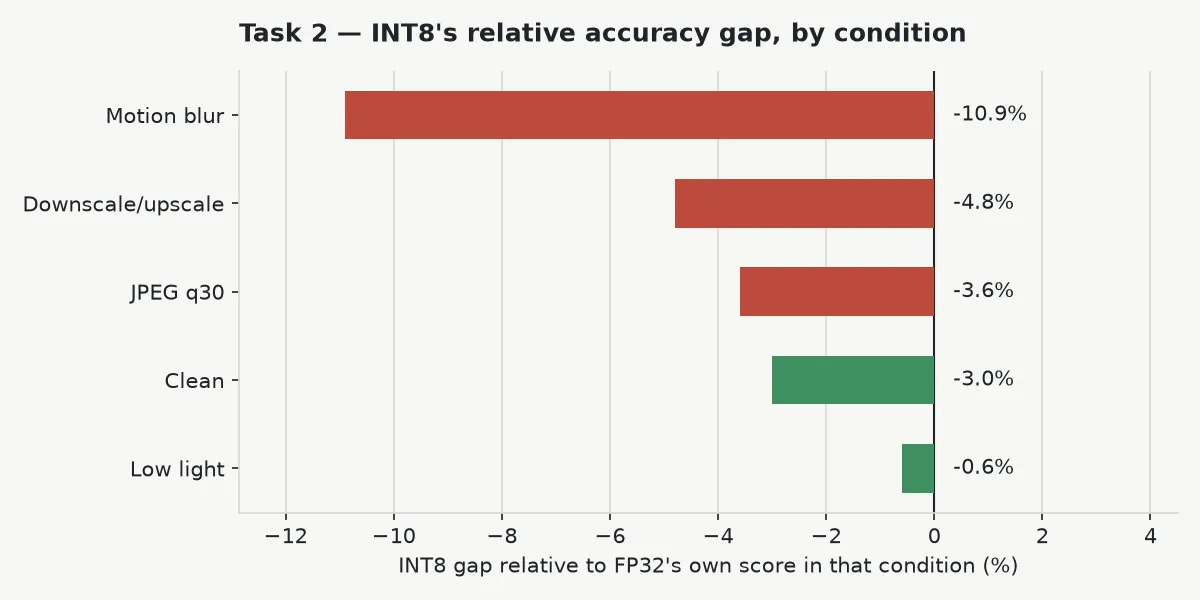 Task 2 — INT8's relative accuracy gap, by condition
Motion blur
-10.9%
Downscale/upscale
-4.8%
JPEG q30
-3.6%
Clean
-3.0%
Low light
-0.6%
−12 −10 −8 −6 −4 −2 0 2 4
INT8 gap relative to FP32's own score in that condition (%)